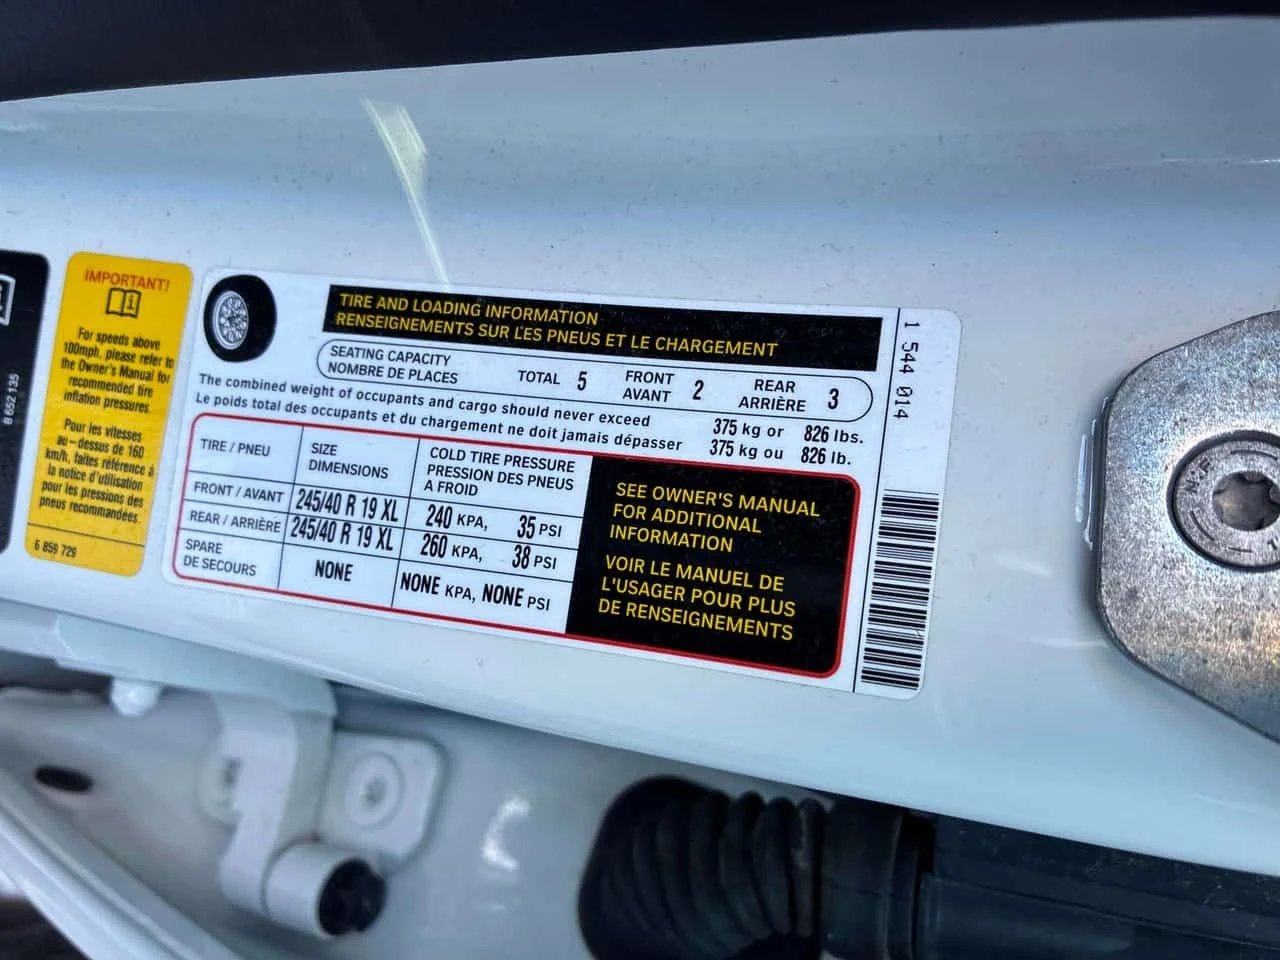 8 652 135
IMPORTANT!
For speeds above
100mph, please refer to
the Owner's Manual for
recommended tire
inflation pressures.
Pour les vitesses
au-dessus de 160
km/h, faites référence à
la notice d'utilisation
pour les pressions des
pneus recommandées.
6 859 729
TIRE AND LOADING INFORMATION
RENSEIGNEMENTS SUR LES PNEUS ET LE CHARGEMENT
SEATING CAPACITY
NOMBRE DE PLACES
TOTAL 5
FRONT
AVANT
2
REAR
ARRIÈRE
3
The combined weight of occupants and cargo should never exceed 375 kg or 826 lbs.
Le poids total des occupants et du chargement ne doit jamais dépasser 375 kg ou 826 lb.
TIRE / PNEU
SIZE
DIMENSIONS
COLD TIRE PRESSURE
PRESSION DES PNEUS
A FROID
FRONT / AVANT 245/40 R 19 XL 240 KPA, 35 PSI
REAR / ARRIÈRE 245/40 R 19 XL 260 KPA, 38 PSI
SPARE
DE SECOURS
NONE
NONE KPA, NONE PSI
SEE OWNER'S MANUAL
FOR ADDITIONAL
INFORMATION
VOIR LE MANUEL DE
L'USAGER POUR PLUS
DE RENSEIGNEMENTS
1 544 014